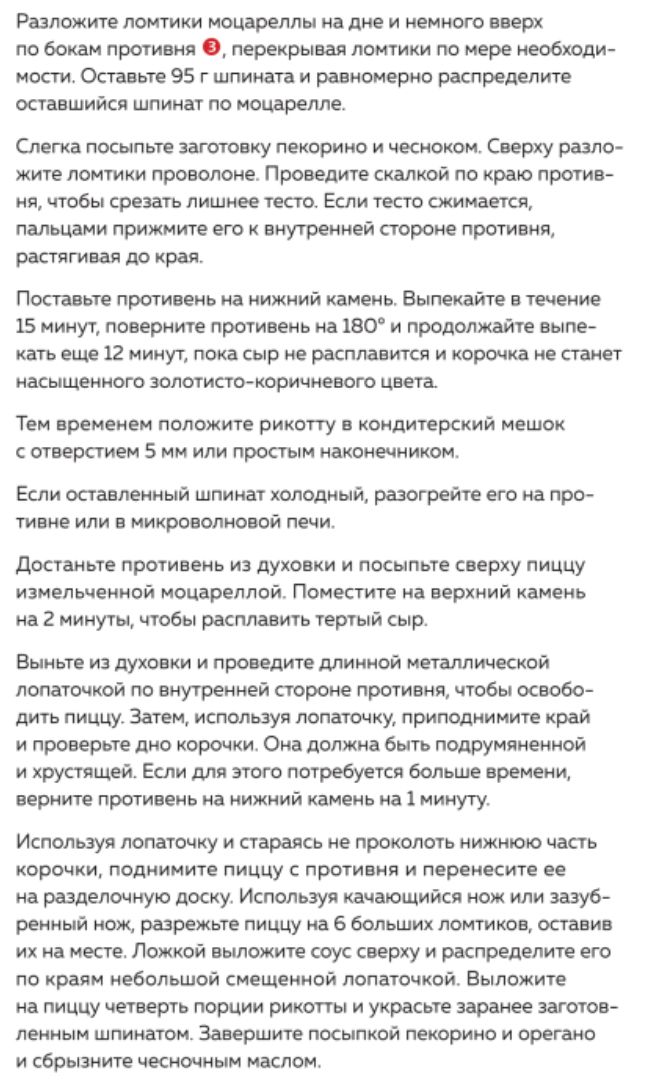 Разложите ломтики моцареллы на дне и немного вверх
по бокам противня 3, перекрывая ломтики по мере необходи-
мости. Оставьте 95 г шпината и равномерно распределите
оставшийся шпинат по моцарелле.
Слегка посыпьте заготовку пекорино и чесноком. Сверху разло-
жите ломтики проволоне. Проведите скалкой по краю против-
ня, чтобы срезать лишнее тесто. Если тесто сжимается,
пальцами прижмите его к внутренней стороне противня,
растягивая до края.
Поставьте противень на нижний камень. Выпекайте в течение
15 минут, поверните противень на 180° и продолжайте выпе-
кать еще 12 минут, пока сыр не расплавится и корочка не станет
насыщенного золотисто-коричневого цвета.
Тем временем положите рикотту в кондитерский мешок
с отверстием 5 мм или простым наконечником.
Если оставленный шпинат холодный, разогрейте его на про-
тивне или в микроволновой печи.
Достаньте противень из духовки и посыпьте сверху пиццу
измельченной моцареллой. Поместите на верхний камень
на 2 минуты, чтобы расплавить тертый сыр.
Выньте из духовки и проведите длинной металлической
лопаточкой по внутренней стороне противня, чтобы освобо-
дить пиццу. Затем, используя лопаточку, приподнимите край
и проверьте дно корочки. Она должна быть подрумяненной
и хрустящей. Если для этого потребуется больше времени,
верните противень на нижний камень на 1 минуту.
Используя лопаточку и стараясь не проколоть нижнюю часть
корочки, поднимите пиццу с противня и перенесите ее
на разделочную доску. Используя качающийся нож или зазуб-
ренный нож, разрежьте пиццу на 6 больших ломтиков, оставив
их на месте. Ложкой выложите соус сверху и распределите его
по краям небольшой смещенной лопаточкой. Выложите
на пиццу четверть порции рикотты и украсьте заранее заготов-
ленным шпинатом. Завершите посыпкой пекорино и орегано
и сбрызните чесночным маслом.